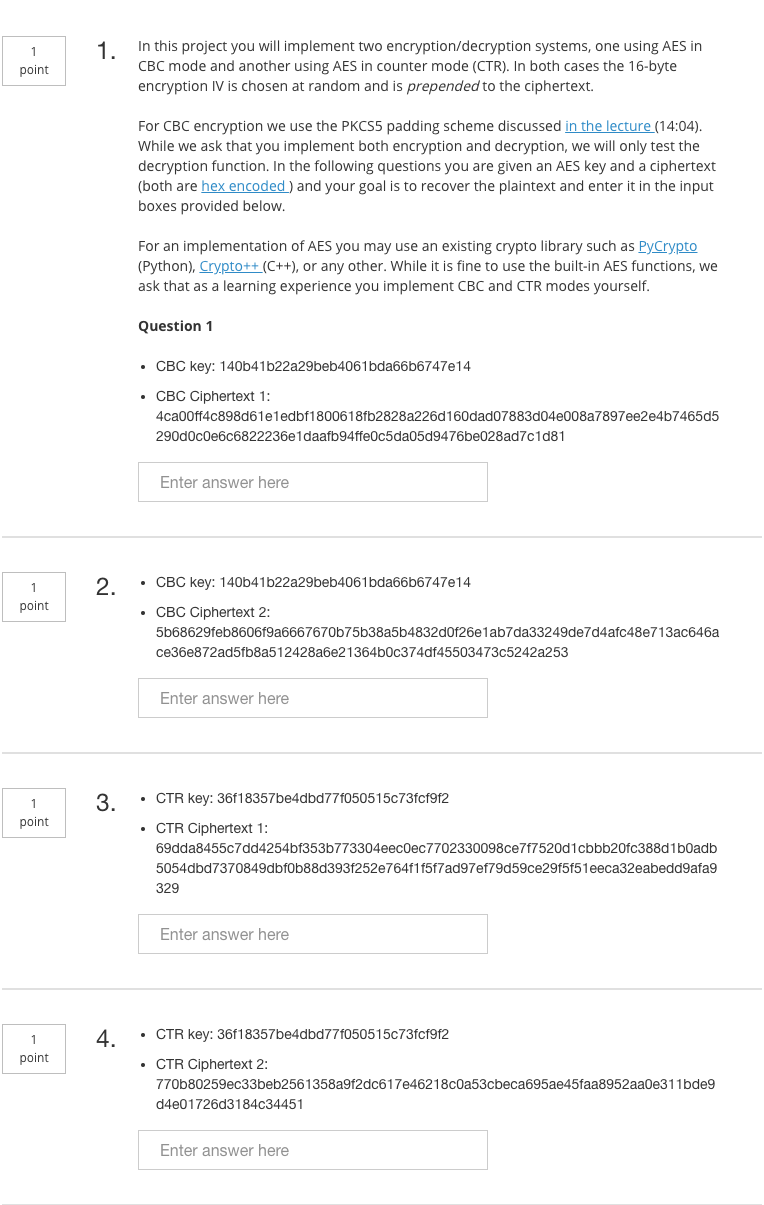 1
point
1.
In this project you will implement two encryption/decryption systems, one using AES in
CBC mode and another using AES in counter mode (CTR). In both cases the 16-byte
encryption IV is chosen at random and is prepended to the ciphertext.
For CBC encryption we use the PKCS5 padding scheme discussed in the lecture (14:04).
While we ask that you implement both encryption and decryption, we will only test the
decryption function. In the following questions you are given an AES key and a ciphertext
(both are hex encoded ) and your goal is to recover the plaintext and enter it in the input
boxes provided below.
For an implementation of AES you may use an existing crypto library such as PyCrypto
(Python), Crypto++ (C++), or any other. While it is fine to use the built-in AES functions, we
ask that as a learning experience you implement CBC and CTR modes yourself.
Question 1
• CBC key: 140b41b22a29beb4061bda66b6747e14
• CBC Ciphertext 1:
4ca00ff4c898d61e1edbf1800618fb2828a226d160dad07883d04e008a7897ee2e4b7465d5
290d0c0e6c6822236e1daafb94ffe0c5da05d9476be028ad7c1d81
Enter answer here
1
point
2.
• CBC key: 140b41b22a29beb4061bda66b6747e14
• CBC Ciphertext 2:
5b68629feb8606f9a6667670b75b38a5b4832d0f26e1ab7da33249de7d4afc48e713ac646a
ce36e872ad5fb8a512428a6e21364b0c374df45503473c5242a253
Enter answer here
1
point
3.
• CTR key: 36f18357be4dbd77f050515c73fcf9f2
• CTR Ciphertext 1:
69dda8455c7dd4254bf353b773304eec0ec7702330098ce7f7520d1cbbb20fc388d1b0adb
5054dbd7370849dbf0b88d393f252e764f1f5f7ad97ef79d59ce29f5f51eeca32eabedd9afa9
329
Enter answer here
1
point
4.
• CTR key: 36f18357be4dbd77f050515c73fcf9f2
• CTR Ciphertext 2:
770b80259ec33beb2561358a9f2dc617e46218c0a53cbeca695ae45faa8952aa0e311bde9
d4e01726d3184c34451
Enter answer here